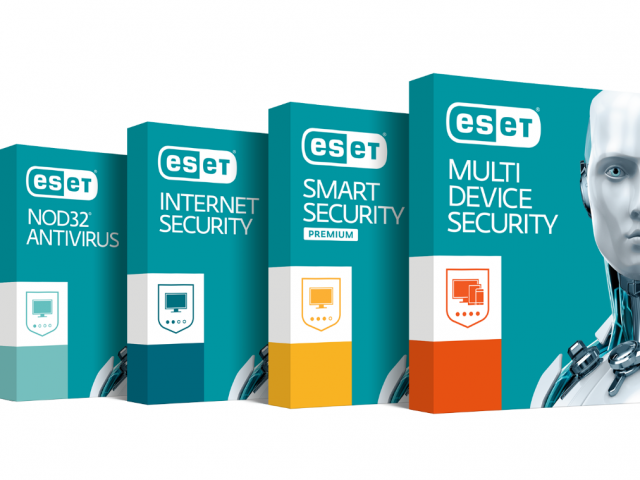 eset
NOD32®
ANTIVIRUS
eset
INTERNET
SECURITY
eset®
SMART
SECURITY
PREMIUM
eset®
MULTI
DEVICE
SECURITY